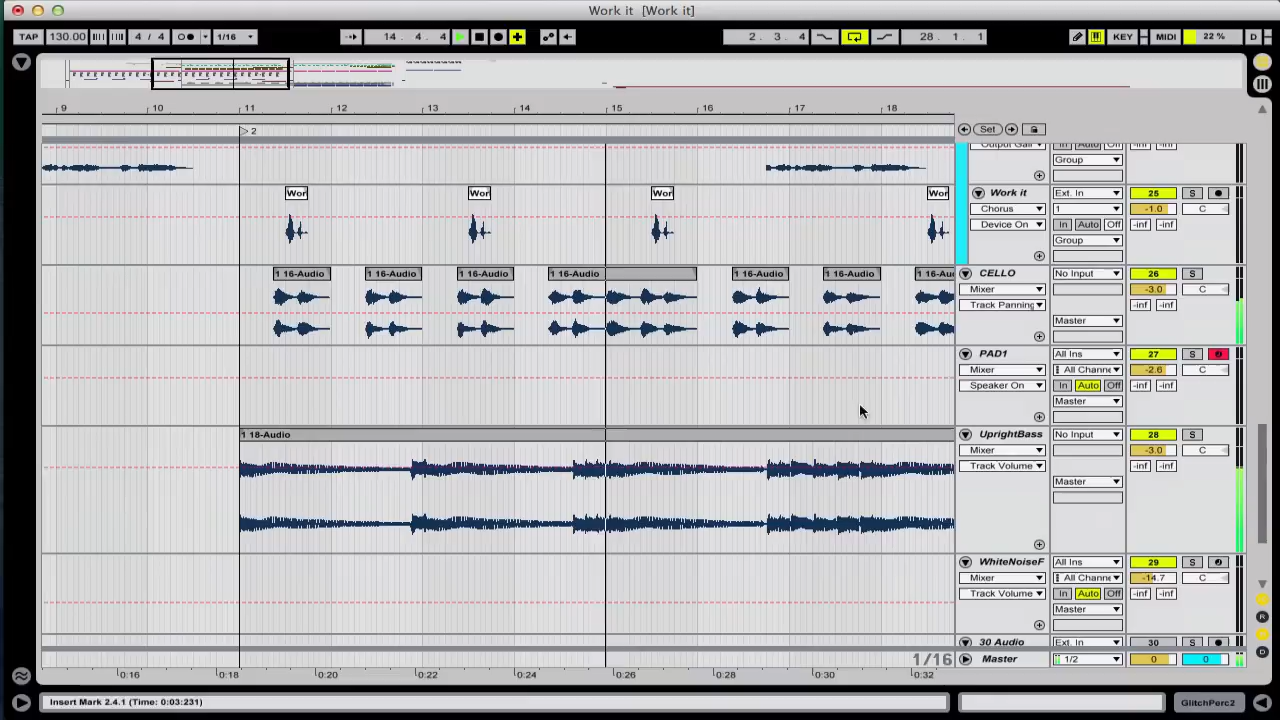 Work it  [Work it]
TAP 130.00 4 / 4 1/16 14. 4. 4 2. 3. 4 28. 1. 1 KEY MIDI 22 % D
9 10 11 12 13 14 15 16 17 18
2 Set
Output Gai
Group
Wor Wor Wor Wor Work it Ext. In 25 S
Chorus 1 -1.0 C
Device On In Auto Off -inf -inf
Group
1 16-Audio 1 16-Audio 1 16-Audio 1 16-Audio 1 16-Audio 1 16-Audio 1 16-Au CELLO No Input 26 S
Mixer -3.0 C
Track Panning -inf -inf
Master
PAD1 All Ins 27 S
Mixer All Channe -2.6 C
Speaker On In Auto Off -inf -inf
Master
1 18-Audio UprightBass No Input 28 S
Mixer -3.0 C
Track Volume -inf -inf
Master
WhiteNoiseF All Ins 29 S
Mixer All Channe -14.7 C
Track Volume In Auto Off -inf -inf
Master
30 Audio Ext. In 30 S
1/16 Master 1/2 0 0
0:16 0:18 0:20 0:22 0:24 0:26 0:28 0:30 0:32
Insert Mark 2.4.1 (Time: 0:03:231) GlitchPerc2